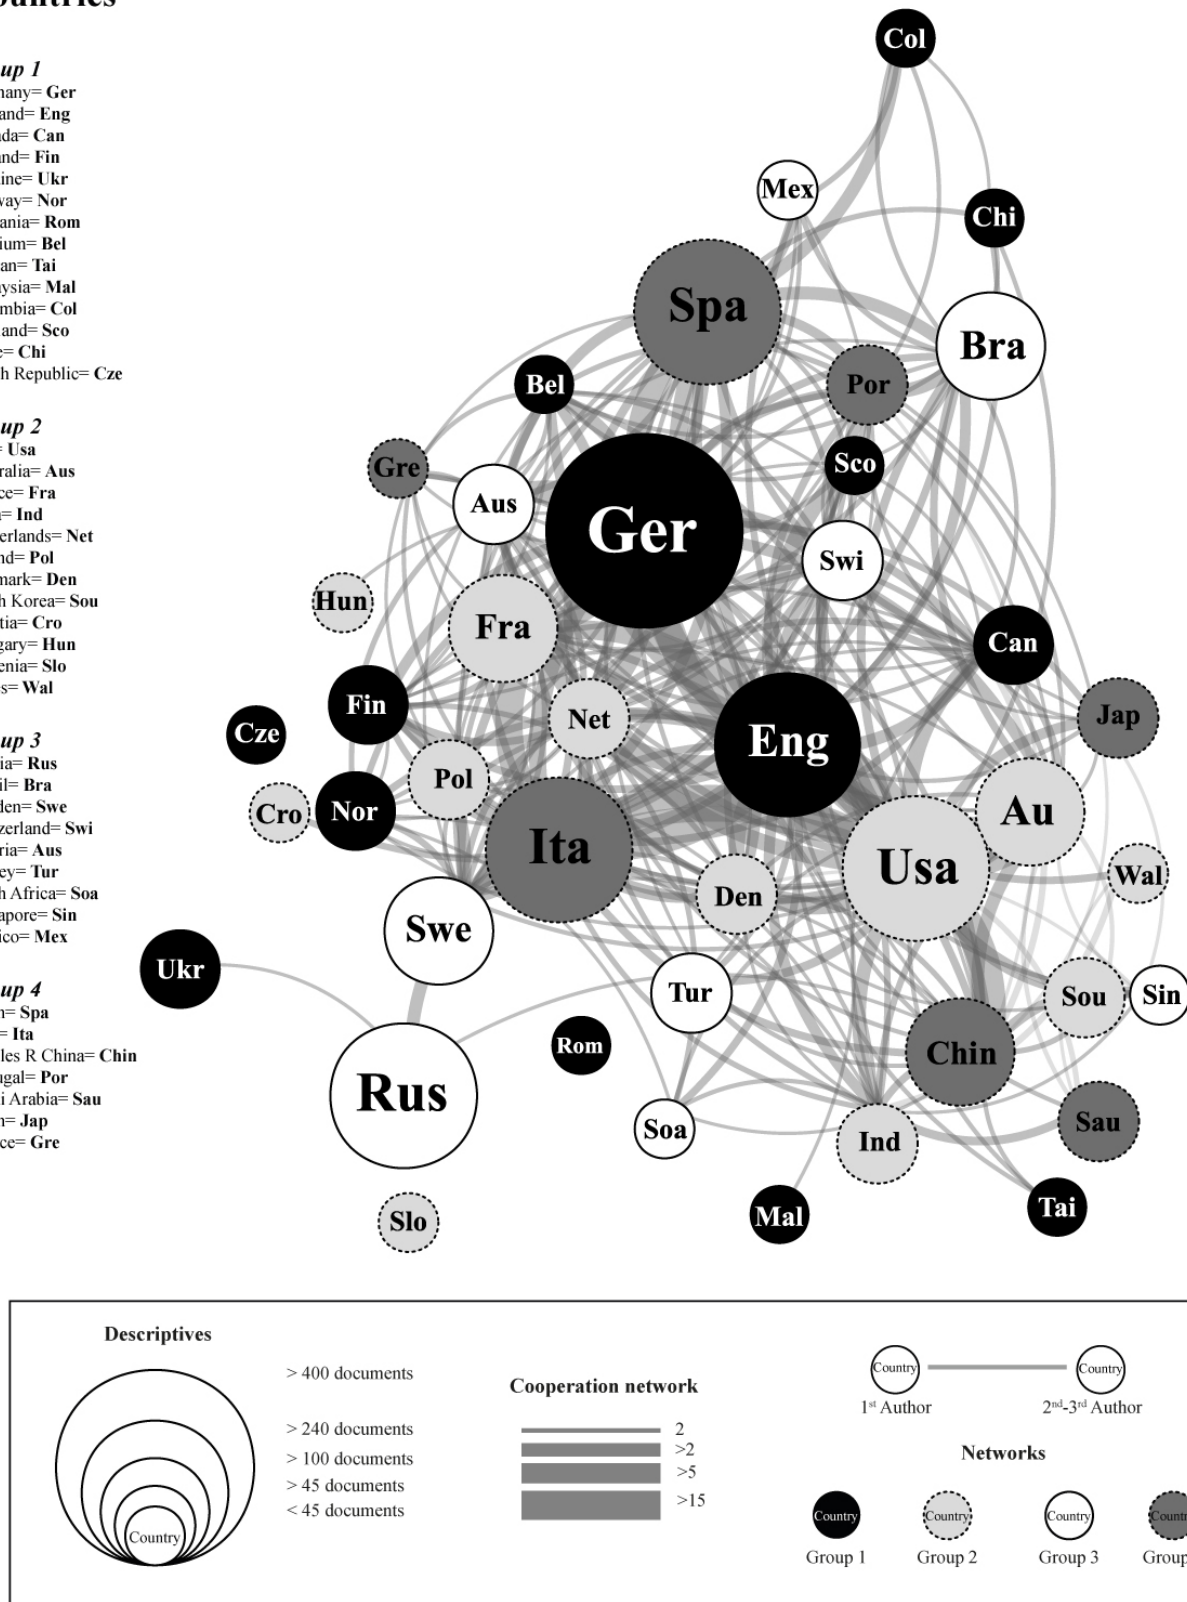 ountries
up 1
many= Ger
and= Eng
da= Can
and= Fin
ine= Ukr
way= Nor
ania= Rom
ium= Bel
an= Tai
ysia= Mal
mbia= Col
land= Sco
e= Chi
h Republic= Cze
up 2
= Usa
ralia= Aus
ce= Fra
= Ind
erlands= Net
nd= Pol
mark= Den
h Korea= Sou
tia= Cro
gary= Hun
enia= Slo
s= Wal
up 3
ia= Rus
il= Bra
den= Swe
zerland= Swi
ria= Aus
ey= Tur
h Africa= Soa
apore= Sin
ico= Mex
up 4
n= Spa
= Ita
les R China= Chin
ugal= Por
i Arabia= Sau
n= Jap
ce= Gre
Col
Mex
Chi
Spa
Bra
Bel
Por
Gre
Sco
Aus
Ger
Swi
Hun
Fra
Can
Fin
Net
Jap
Cze
Eng
Pol
Cro
Nor
Au
Ita
Usa
Wal
Den
Swe
Ukr
Tur
Sou
Sin
Rom
Chin
Rus
Soa
Ind
Sau
Mal
Tai
Slo
Descriptives
> 400 documents
> 240 documents
> 100 documents
> 45 documents
< 45 documents
Country
Cooperation network
2
>2
>5
>15
Country Country
1st Author 2nd-3rd Author
Networks
Country Country Country Countr
Group 1 Group 2 Group 3 Group